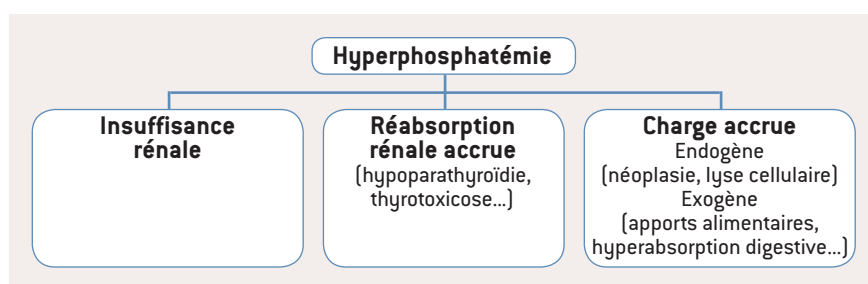 Hyperphosphatémie
Insuffisance
rénale
Réabsorption
rénale accrue
(hypoparathyroïdie,
thyrotoxicose...)
Charge accrue
Endogène
(néoplasie, lyse cellulaire)
Exogène
(apports alimentaires,
hyperabsorption digestive...)